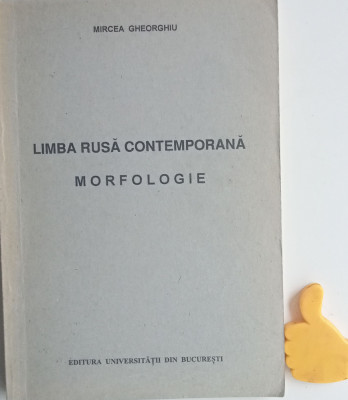 MIRCEA GHEORGHIU
LIMBA RUSĂ CONTEMPORANĂ
MORFOLOGIE
EDITURA UNIVERSITĂȚII DIN BUCUREȘTI